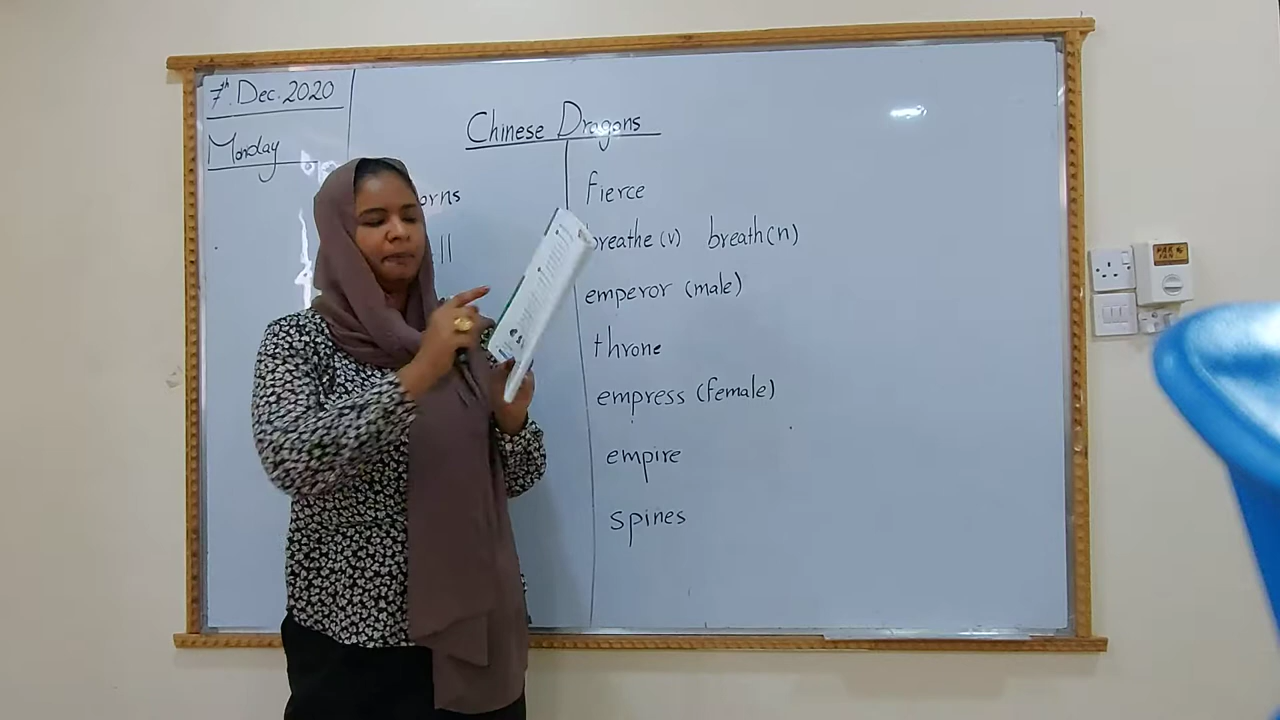 7th. Dec. 2020
Monday
Chinese Dragons
fierce
breathe (v) breath (n)
emperor (male)
throne
empress (female)
empire
spines